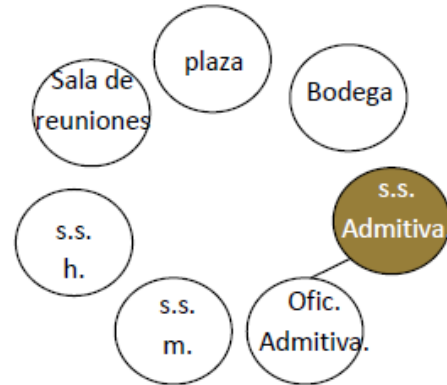 plaza
Sala de
reuniones
Bodega
s.s.
Admitiva
s.s.
h.
s.s.
m.
Ofic.
Admitiva.